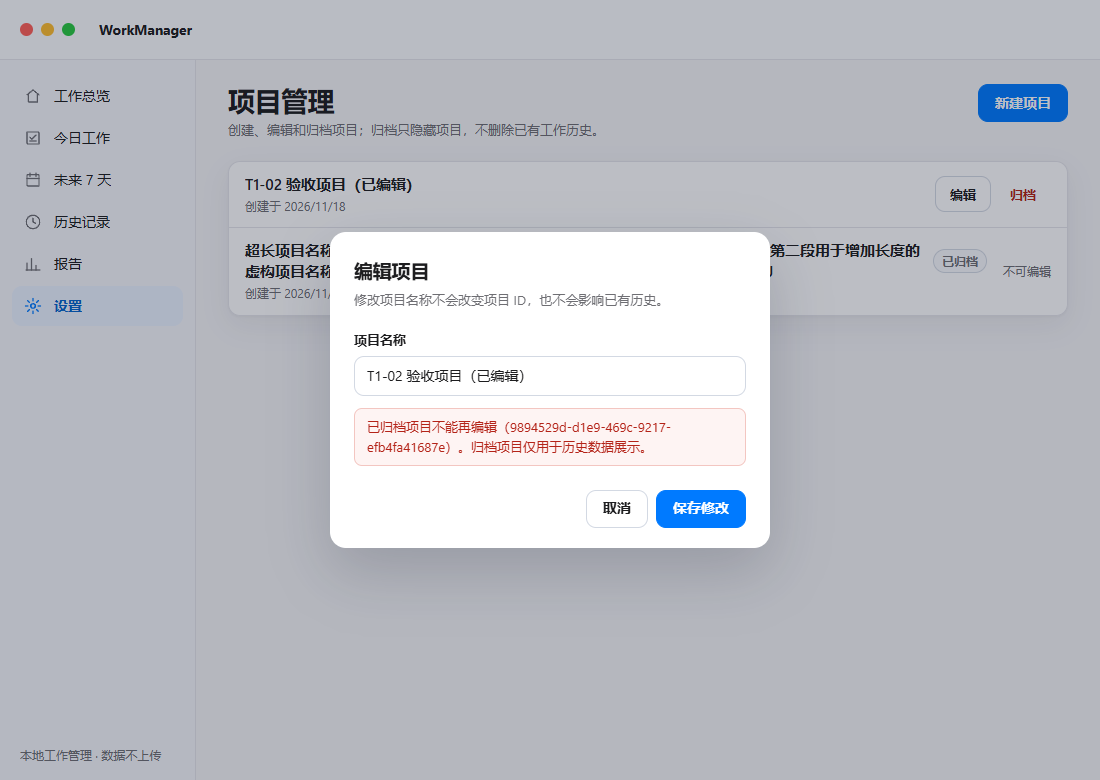 WorkManager
工作总览
今日工作
未来 7 天
历史记录
报告
设置
本地工作管理 · 数据不上传
项目管理
创建、编辑和归档项目；归档只隐藏项目，不删除已有工作历史。
新建项目
T1-02 验收项目（已编辑）
创建于 2026/11/18
编辑
归档
超长项目名称
第二段用于增加长度的
虚构项目名称
创建于 2026/11/
已归档
不可编辑
编辑项目
修改项目名称不会改变项目 ID，也不会影响已有历史。
项目名称
T1-02 验收项目（已编辑）
已归档项目不能再编辑（9894529d-d1e9-469c-9217-
efb4fa41687e）。归档项目仅用于历史数据展示。
取消
保存修改